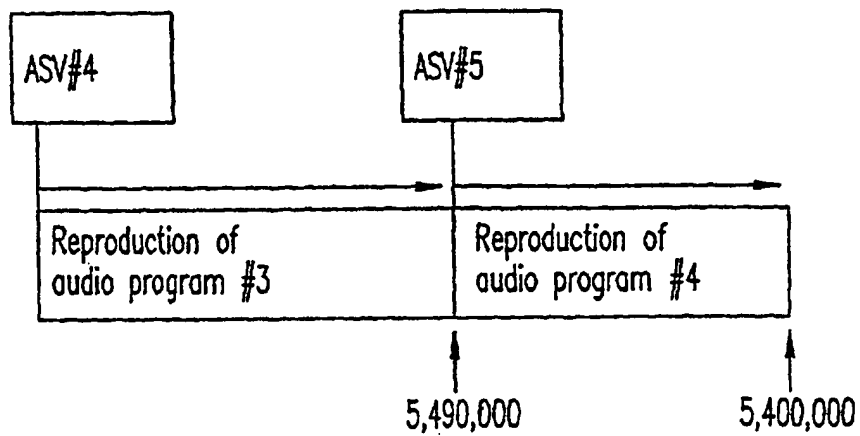 ASV#4
ASV#5
Reproduction of
audio program #3
Reproduction of
audio program #4
5,490,000
5,400,000